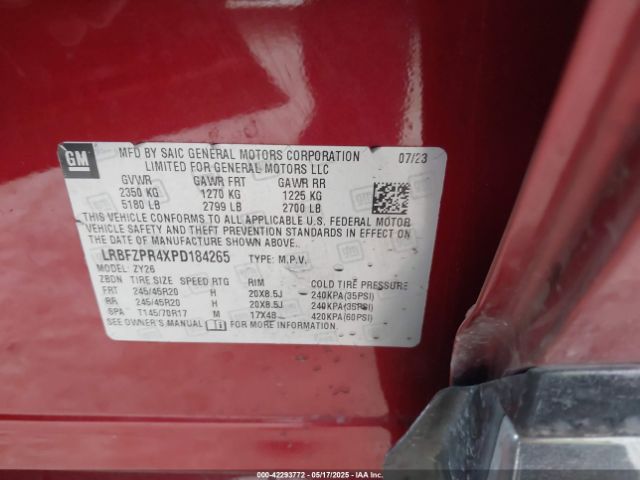 GM
MFD BY SAIC GENERAL MOTORS CORPORATION 07/23
LIMITED FOR GENERAL MOTORS LLC
GVWR GAWR FRT GAWR RR
2350 KG 1270 KG 1225 KG
5180 LB 2799 LB 2700 LB
THIS VEHICLE CONFORMS TO ALL APPLICABLE U.S. FEDERAL MOTOR
VEHICLE SAFETY AND THEFT PREVENTION STANDARDS IN EFFECT ON
THE DATE OF MANUFACTURE SHOWN ABOVE.
LRBFZPR4XPD184265 TYPE: M.P.V.
MODEL: ZY26
ZBDN TIRE SIZE SPEED RTG RIM COLD TIRE PRESSURE
FRT 245/45R20 H 20X8.5J 240KPA(35PSI)
RR 245/45R20 H 20X8.5J 240KPA(35PSI)
SPA T145/70R17 M 17X4B 420KPA(60PSI)
SEE OWNER'S MANUAL FOR MORE INFORMATION.
000-42293772 - 05/17/2025 - IAA Inc.